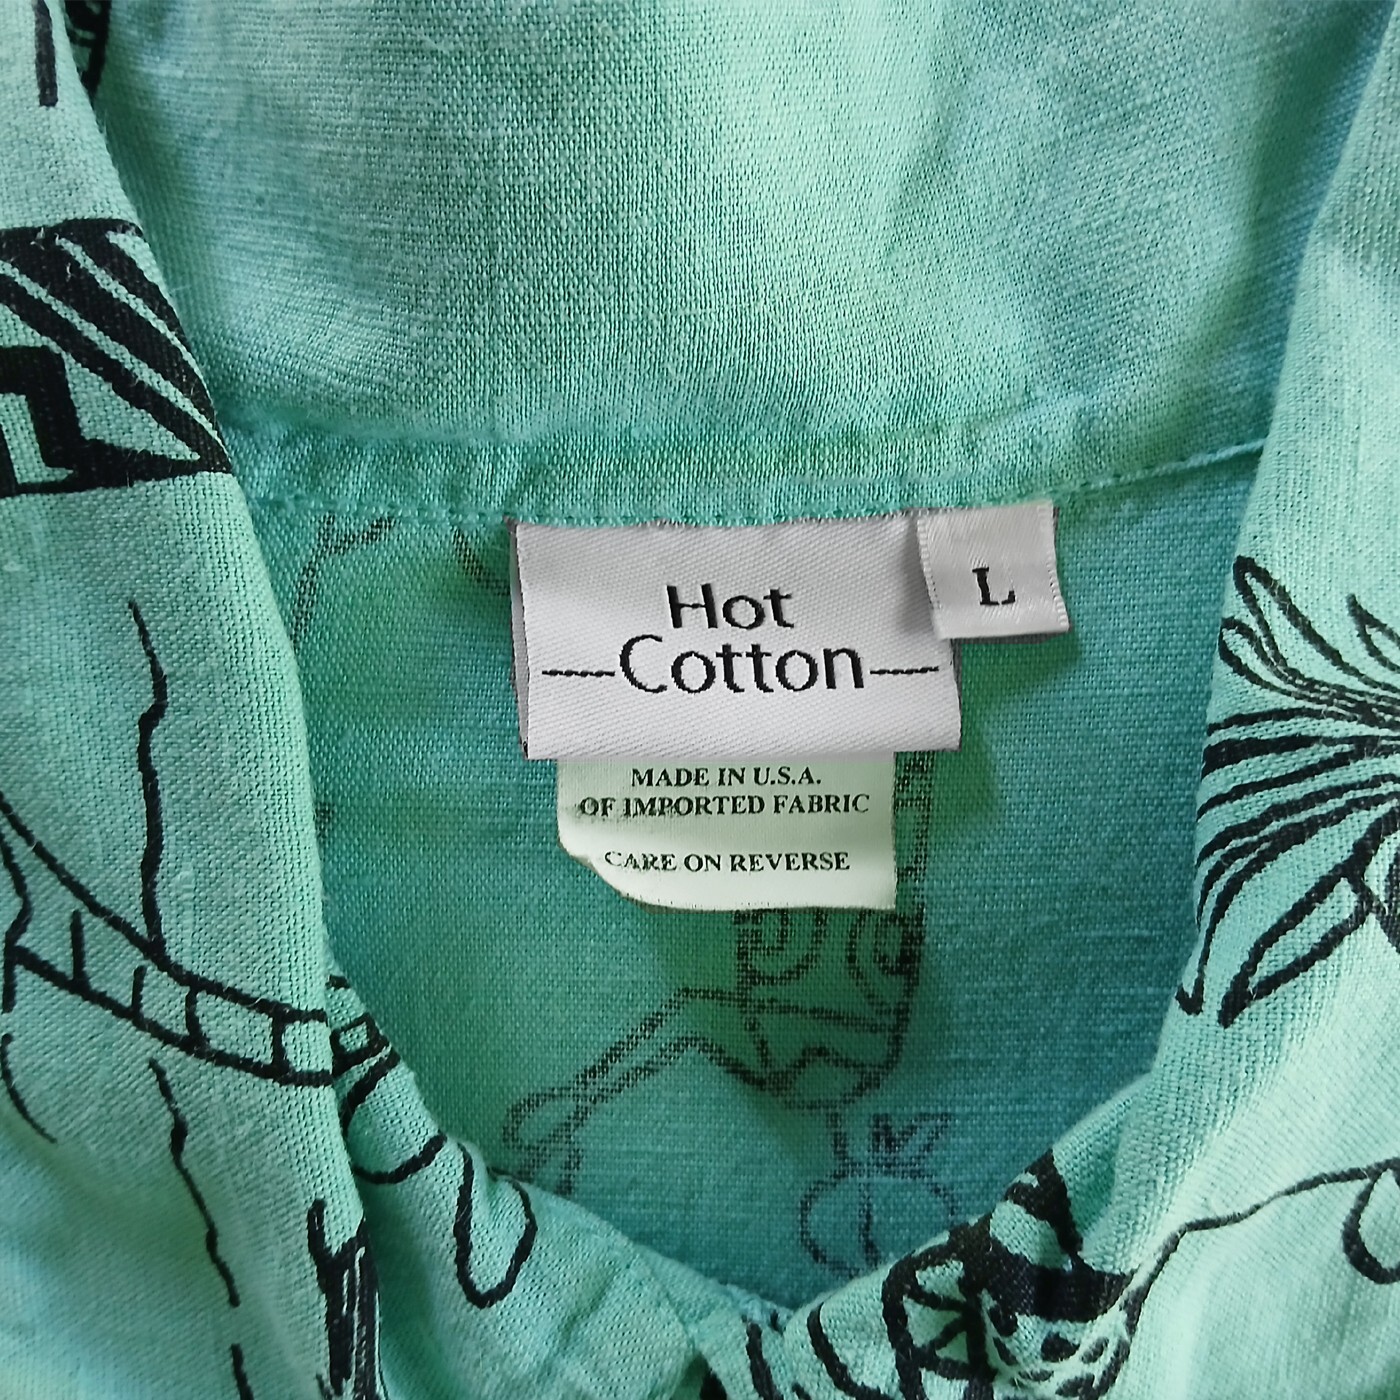 Hot
Cotton
L
MADE IN U.S.A.
OF IMPORTED FABRIC
CARE ON REVERSE